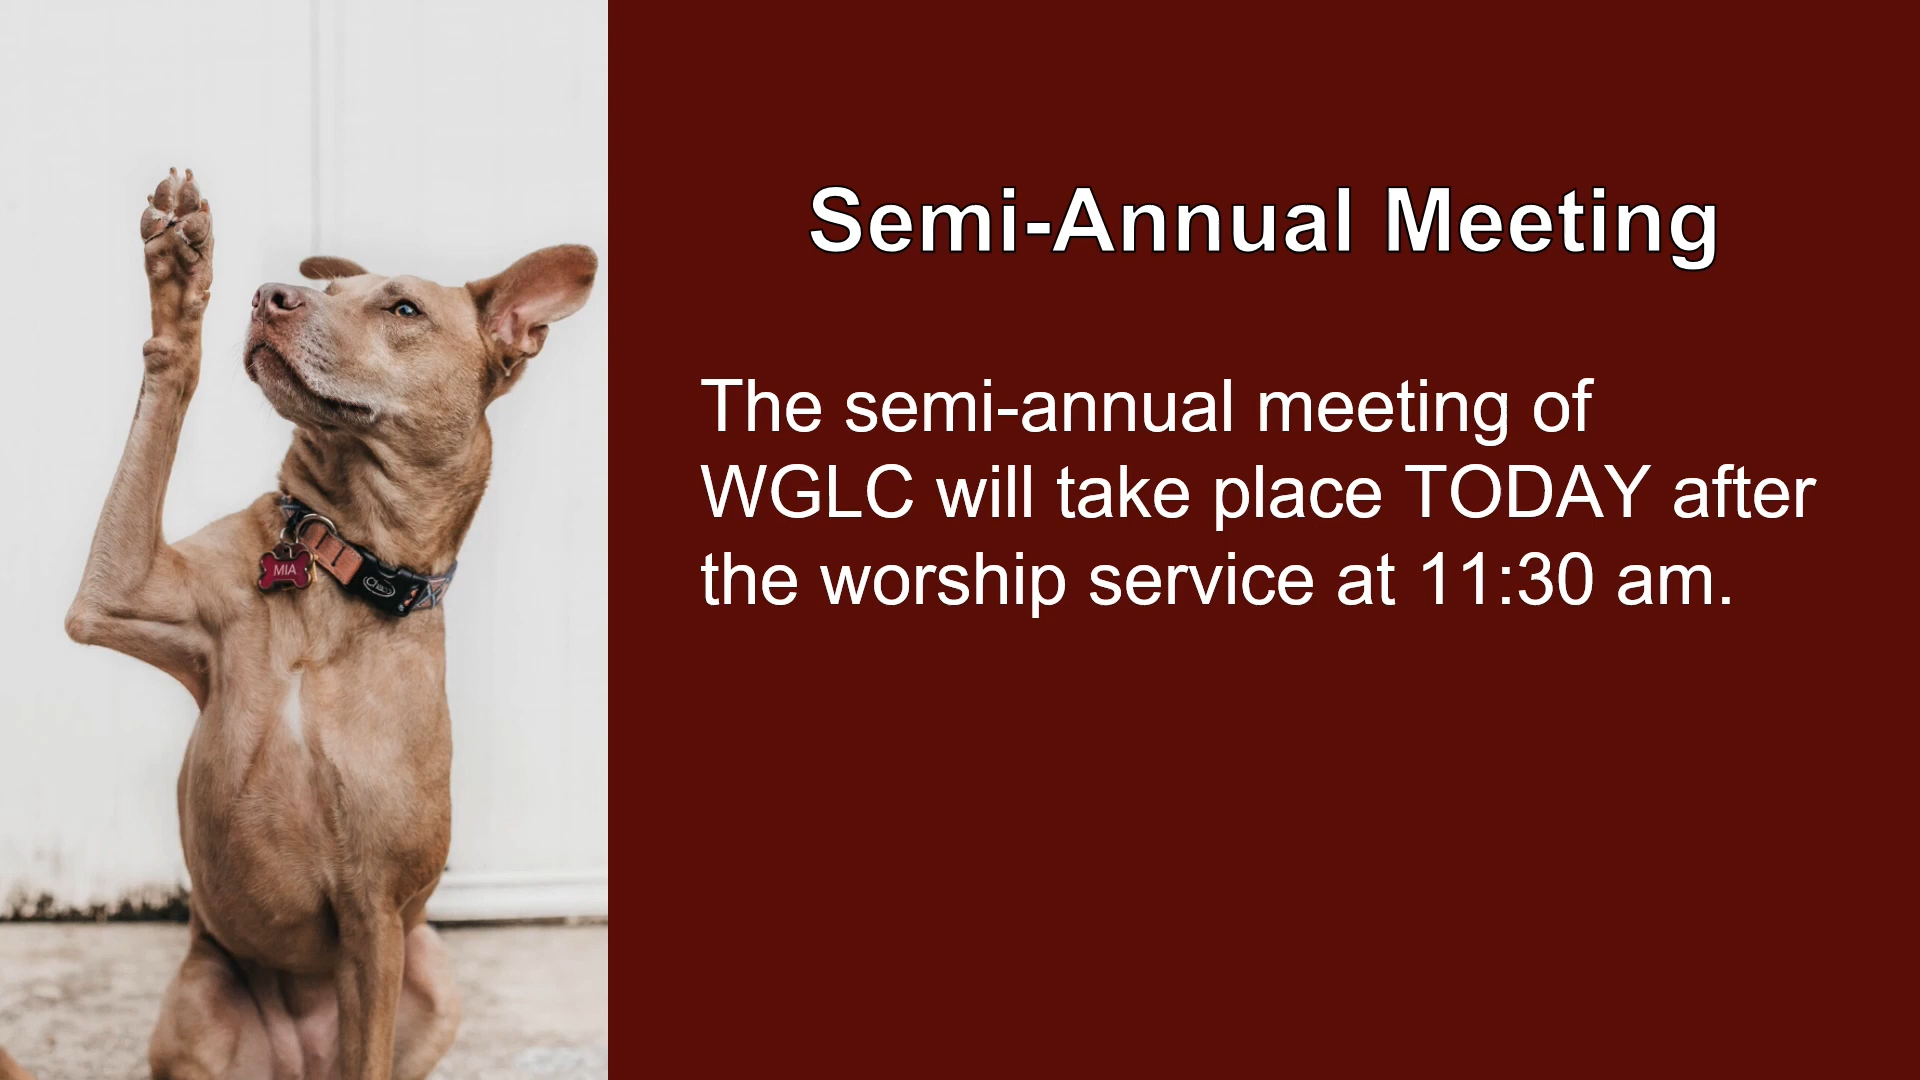 Semi-Annual Meeting
The semi-annual meeting of
WGLC will take place TODAY after
the worship service at 11:30 am.
MIA